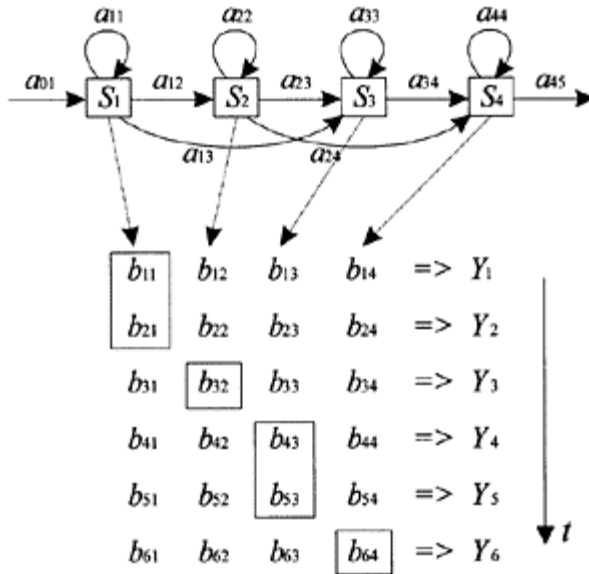 a11 a22 a33 a44
a01 S1 a12 S2 a23 S3 a34 S4 a45
a13 a24
b11 b12 b13 b14 => Y1
b21 b22 b23 b24 => Y2
b31 b32 b33 b34 => Y3
b41 b42 b43 b44 => Y4
b51 b52 b53 b54 => Y5
b61 b62 b63 b64 => Y6
t